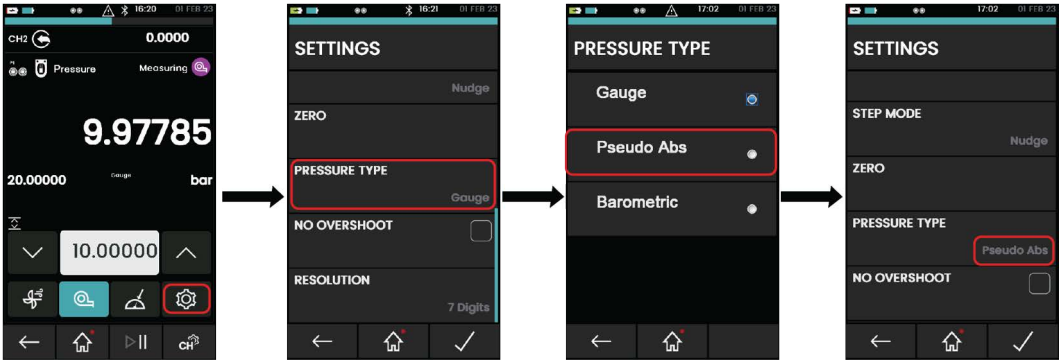 16:20 01 FEB 23
CH2 0.0000
P1 Pressure Measuring
9.97785
20.00000 Gauge bar
10.00000
CH
16:21 01 FEB 23
SETTINGS
Nudge
ZERO
PRESSURE TYPE
Gauge
NO OVERSHOOT
RESOLUTION
7 Digits
17:02 01 FEB 23
PRESSURE TYPE
Gauge
Pseudo Abs
Barometric
17:02 01 FEB 23
SETTINGS
STEP MODE
Nudge
ZERO
PRESSURE TYPE
Pseudo Abs
NO OVERSHOOT